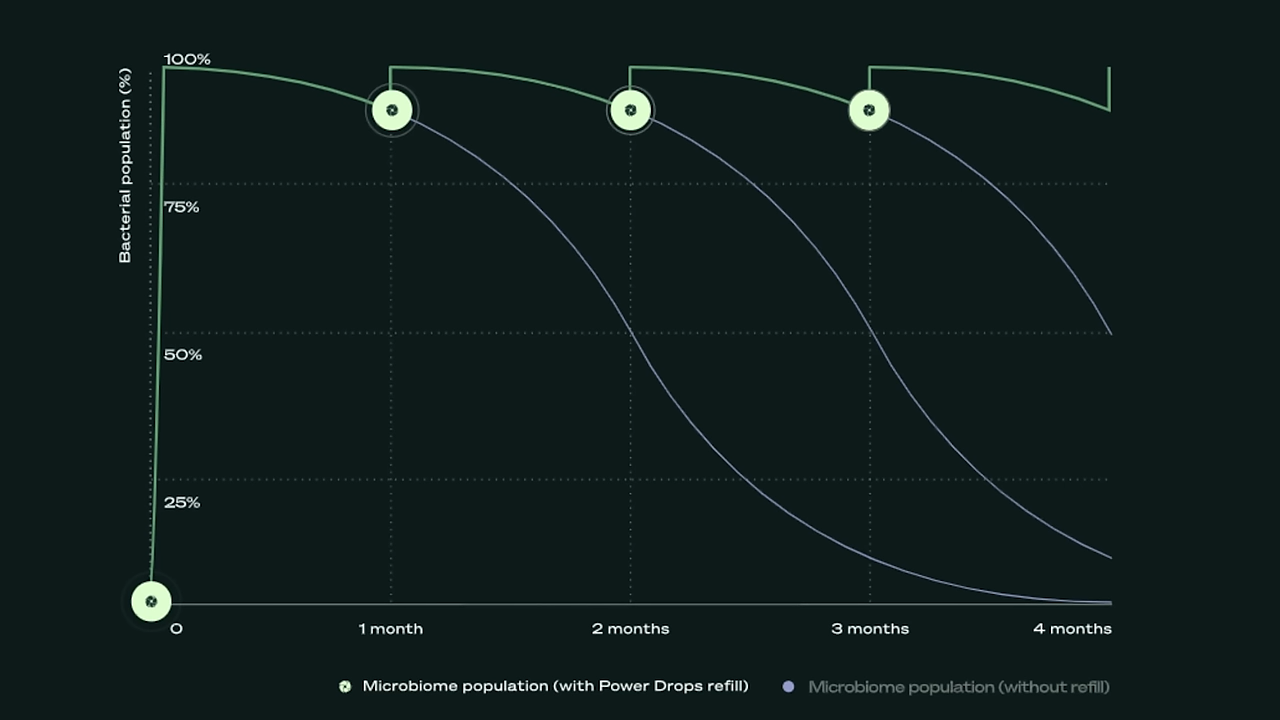 100%
Bacterial population (%)
75%
50%
25%
0
1 month
2 months
3 months
4 months
Microbiome population (with Power Drops refill)
Microbiome population (without refill)